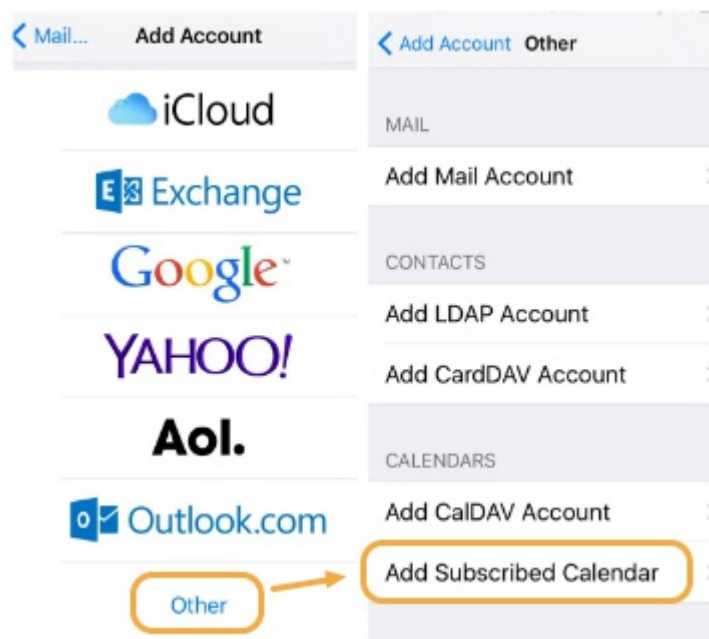 Mail...
Add Account
iCloud
Exchange
Google™
YAHOO!
Aol.
Outlook.com
Other
Add Account
Other
MAIL
Add Mail Account
CONTACTS
Add LDAP Account
Add CardDAV Account
CALENDARS
Add CalDAV Account
Add Subscribed Calendar